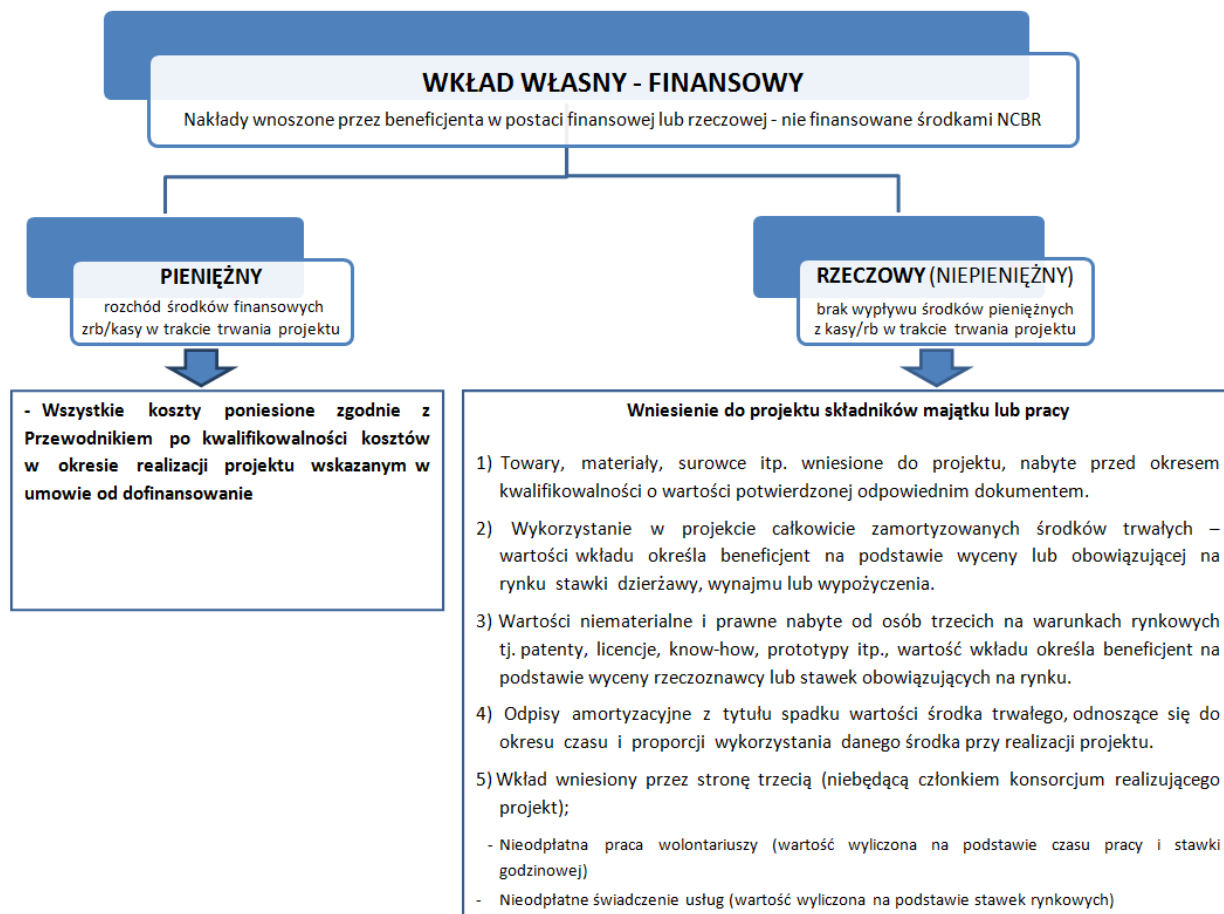 WKŁAD WŁASNY - FINANSOWY
Nakłady wnoszone przez beneficjenta w postaci finansowej lub rzeczowej - nie finansowane środkami NCBR
PIENIĘŻNY
rozchód środków finansowych
zrb/kasy w trakcie trwania projektu
RZECZOWY (NIEPIENIĘŻNY)
brak wypływu środków pieniężnych
z kasy/rb w trakcie trwania projektu
- Wszystkie koszty poniesione zgodnie z
Przewodnikiem po kwalifikowalności kosztów
w okresie realizacji projektu wskazanym w
umowie od dofinansowanie
Wniesienie do projektu składników majątku lub pracy
1) Towary, materiały, surowce itp. wniesione do projektu, nabyte przed okresem
kwalifikowalności o wartości potwierdzonej odpowiednim dokumentem.
2) Wykorzystanie w projekcie całkowicie zamortyzowanych środków trwałych –
wartości wkładu określa beneficjent na podstawie wyceny lub obowiązującej na
rynku stawki dzierżawy, wynajmu lub wypożyczenia.
3) Wartości niematerialne i prawne nabyte od osób trzecich na warunkach rynkowych
tj. patenty, licencje, know-how, prototypy itp., wartość wkładu określa beneficjent na
podstawie wyceny rzeczoznawcy lub stawek obowiązujących na rynku.
4) Odpisy amortyzacyjne z tytułu spadku wartości środka trwałego, odnoszące się do
okresu czasu i proporcji wykorzystania danego środka przy realizacji projektu.
5) Wkład wniesiony przez stronę trzecią (niebędącą członkiem konsorcjum realizującego
projekt);
- Nieodpłatna praca wolontariuszy (wartość wyliczona na podstawie czasu pracy i stawki
godzinowej)
- Nieodpłatne świadczenie usług (wartość wyliczona na podstawie stawek rynkowych)